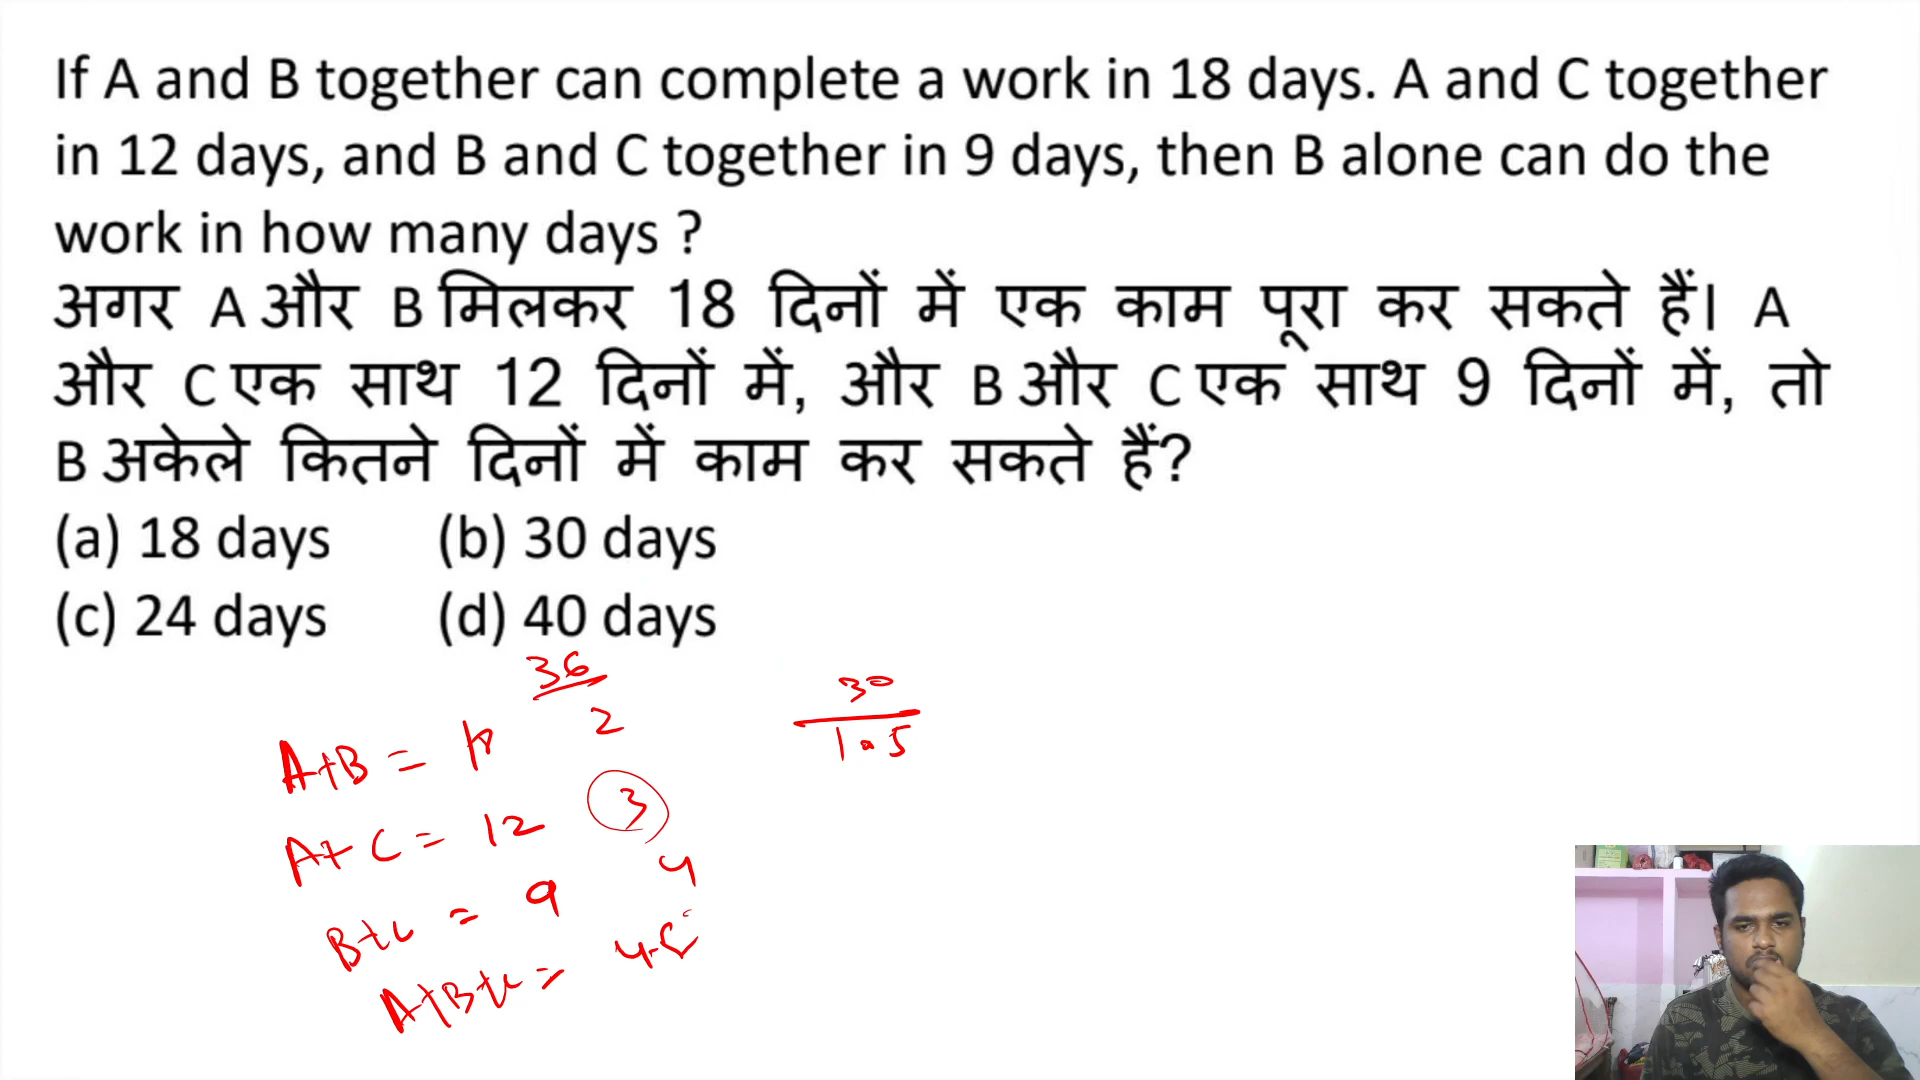 If A and B together can complete a work in 18 days. A and C together
in 12 days, and B and C together in 9 days, then B alone can do the
work in how many days ?
अगर A और B मिलकर 18 दिनों में एक काम पूरा कर सकते हैं। A
और C एक साथ 12 दिनों में, और B और C एक साथ 9 दिनों में, तो
B अकेले कितने दिनों में काम कर सकते हैं?
(a) 18 days (b) 30 days
(c) 24 days (d) 40 days
36
A+B = 2
30
1.5
A+C = 12 3
B+C = 9 4
A+B+C = 4.5